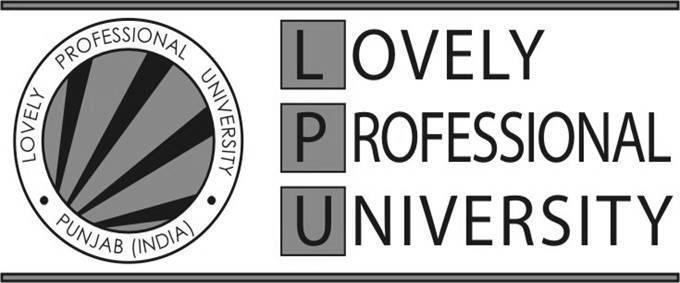 LOVELY PROFESSIONAL UNIVERSITY
• PUNJAB (INDIA) •
LOVELY
PROFESSIONAL
UNIVERSITY